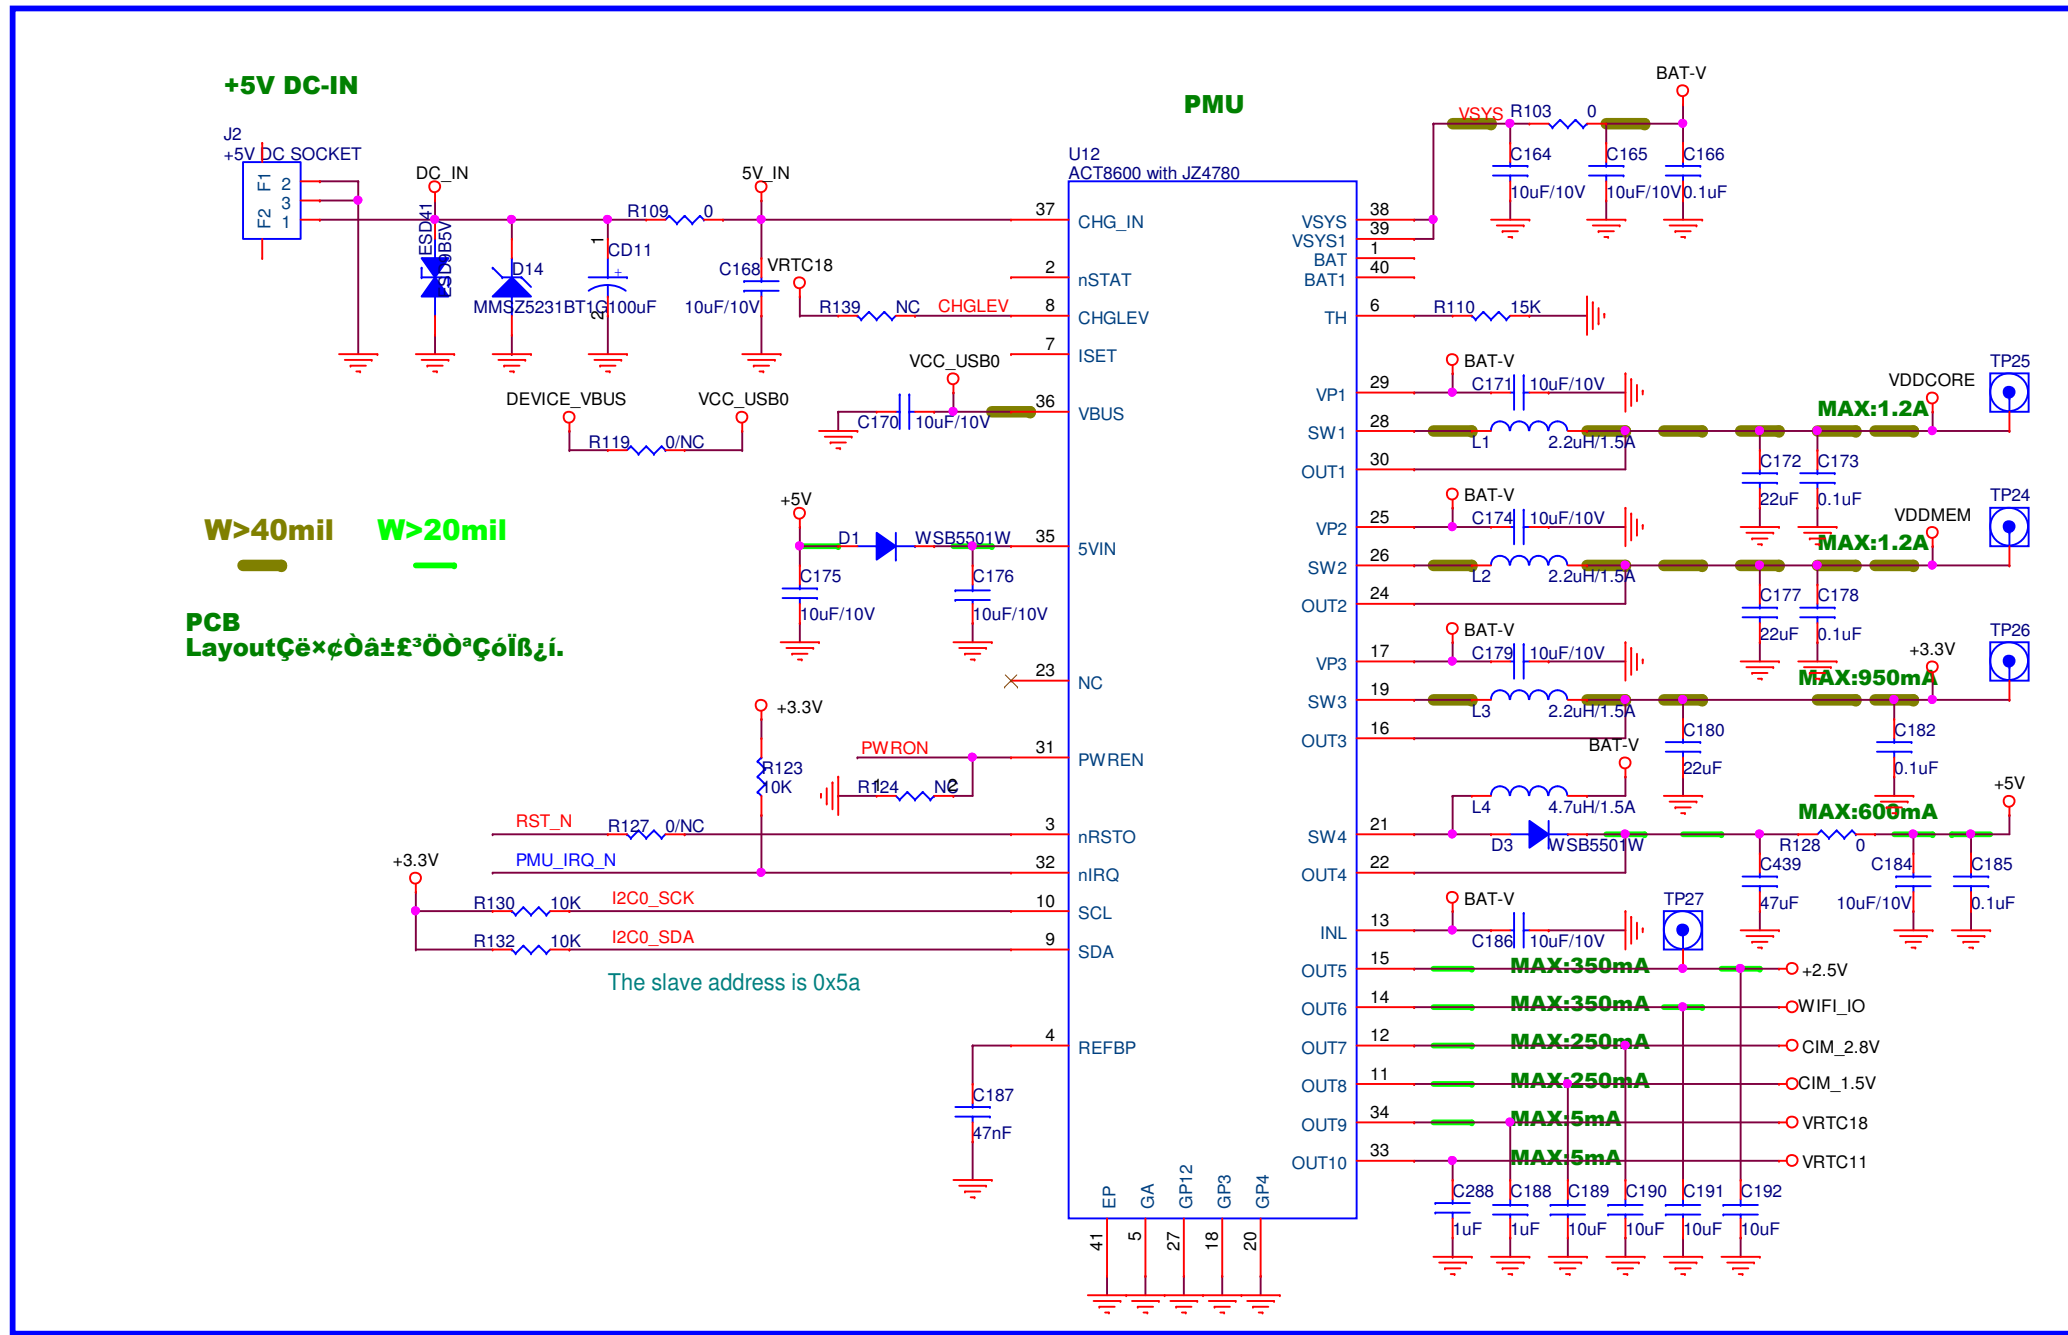 +5V DC-IN
PMU
J2
+5V DC SOCKET
F1
F2
2
3
1
DC_IN
ESD41
ESD9B5V
D14
MMSZ5231BT1G
1
CD11
+
100uF
2
R109
0
5V_IN
C168
10uF/10V
VRTC18
R139
NC
CHGLEV
DEVICE_VBUS
VCC_USB0
R119
0/NC
VCC_USB0
C170
10uF/10V
+5V
D1
WSB5501W
C175
10uF/10V
C176
10uF/10V
W>40mil
W>20mil
PCB
LayoutÇë×¢Òâ±£³ÖÒªÇóÏß¿í.
+3.3V
R123
10K
PWRON
R124
1
NC
2
RST_N
R127
0/NC
PMU_IRQ_N
+3.3V
R130
10K
I2C0_SCK
R132
10K
I2C0_SDA
The slave address is 0x5a
C187
47nF
U12
ACT8600 with JZ4780
37
CHG_IN
2
nSTAT
8
CHGLEV
7
ISET
36
VBUS
35
5VIN
23
NC
31
PWREN
3
nRSTO
32
nIRQ
10
SCL
9
SDA
4
REFBP
EP
GA
GP12
GP3
GP4
41
5
27
18
20
VSYS
38
VSYS1
39
BAT
1
BAT1
40
TH
6
VP1
29
SW1
28
OUT1
30
VP2
25
SW2
26
OUT2
24
VP3
17
SW3
19
OUT3
16
SW4
21
OUT4
22
INL
13
OUT5
15
OUT6
14
OUT7
12
OUT8
11
OUT9
34
OUT10
33
VSYS
R103
0
BAT-V
C164
10uF/10V
C165
10uF/10V
C166
0.1uF
R110
15K
BAT-V
C171
10uF/10V
L1
2.2uH/1.5A
MAX:1.2A
VDDCORE
TP25
C172
22uF
C173
0.1uF
BAT-V
C174
10uF/10V
L2
2.2uH/1.5A
MAX:1.2A
VDDMEM
TP24
C177
22uF
C178
0.1uF
BAT-V
C179
10uF/10V
L3
2.2uH/1.5A
MAX:950mA
+3.3V
TP26
C180
22uF
C182
0.1uF
BAT-V
L4
4.7uH/1.5A
D3
WSB5501W
MAX:600mA
+5V
R128
0
C439
47uF
C184
10uF/10V
C185
0.1uF
BAT-V
C186
10uF/10V
TP27
MAX:350mA
+2.5V
MAX:350mA
WIFI_IO
MAX:250mA
CIM_2.8V
MAX:250mA
CIM_1.5V
MAX:5mA
VRTC18
MAX:5mA
VRTC11
C288
1uF
C188
1uF
C189
10uF
C190
10uF
C191
10uF
C192
10uF